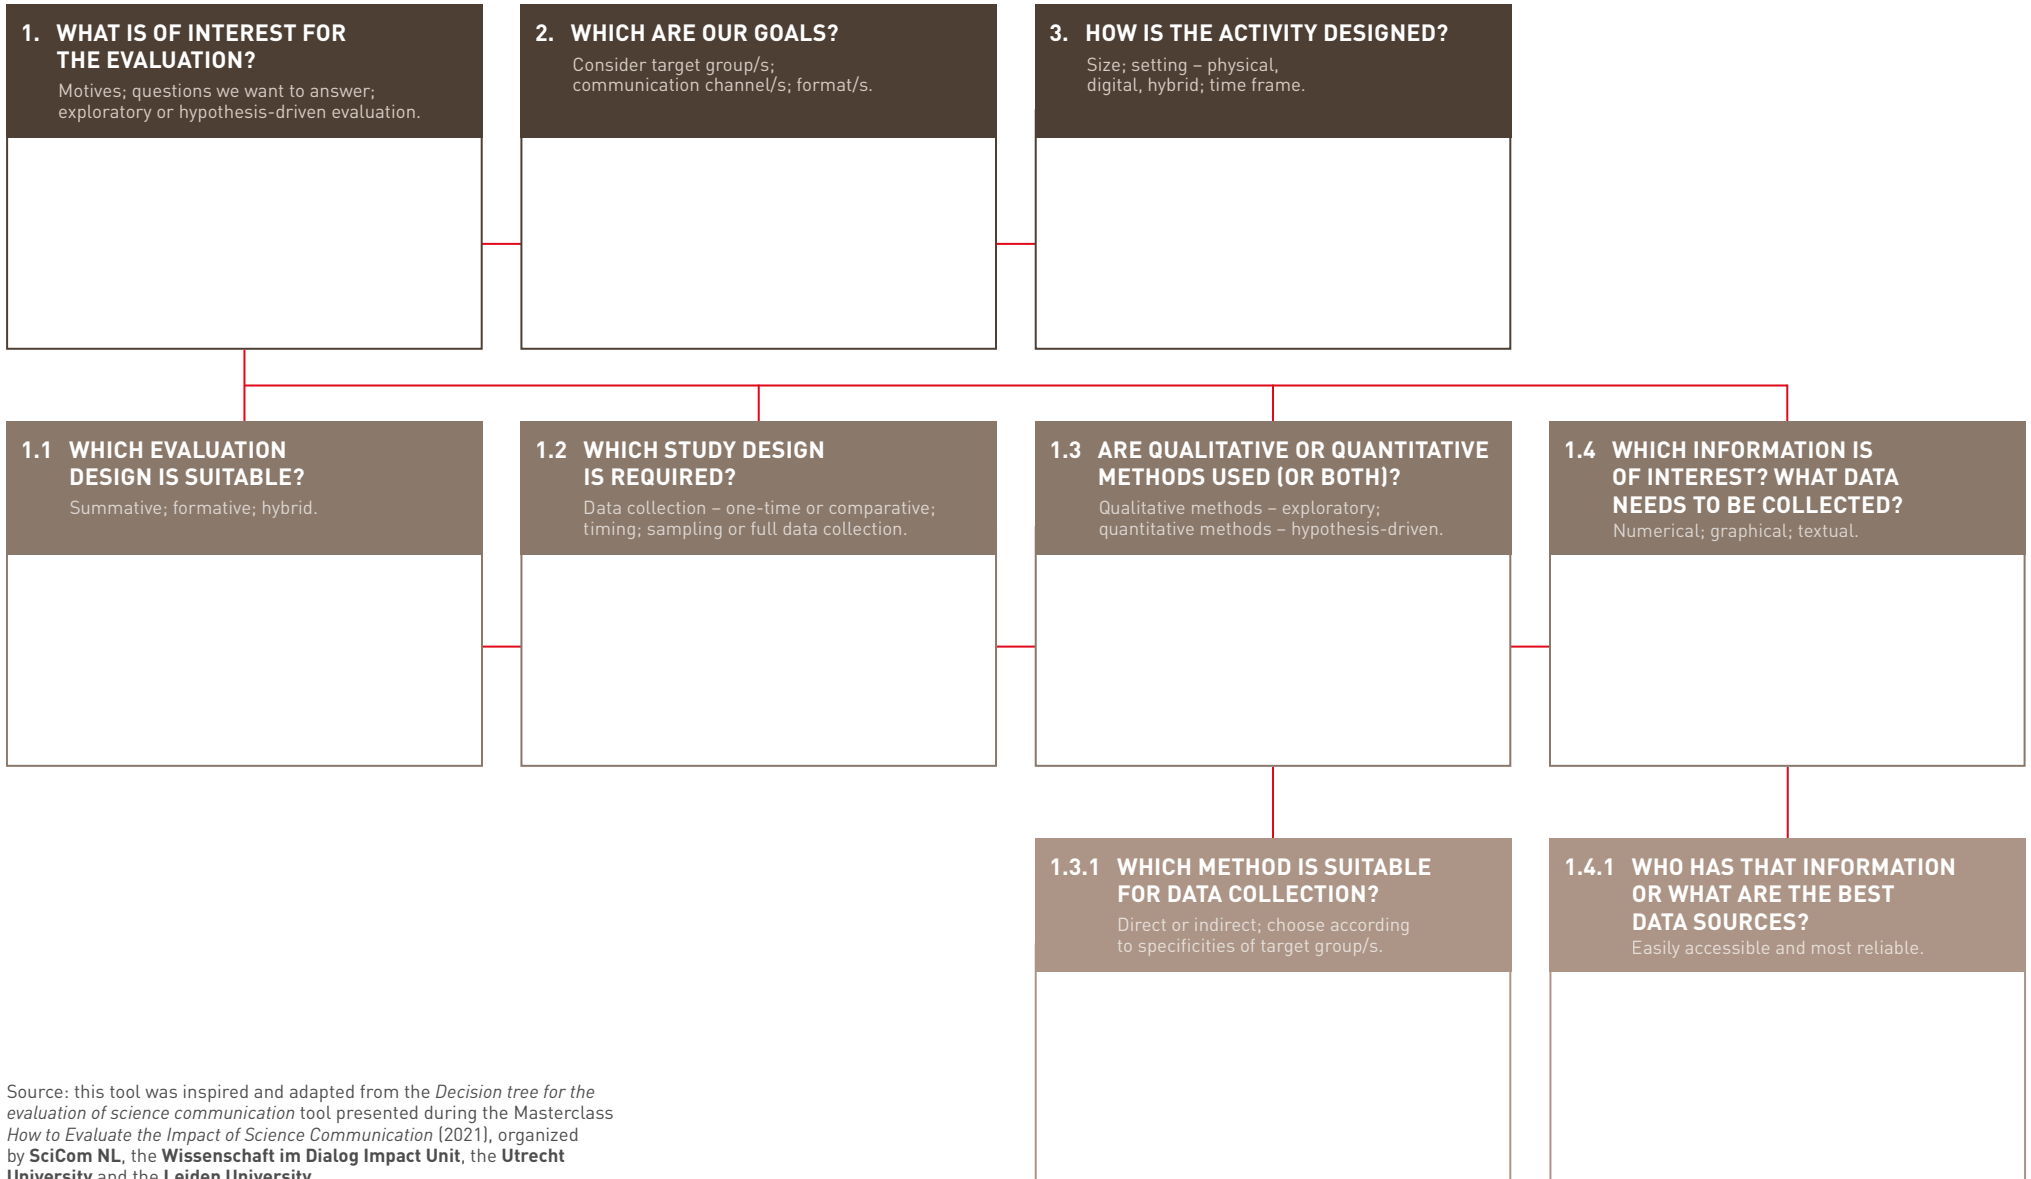 1. WHAT IS OF INTEREST FOR
THE EVALUATION?
Motives; questions we want to answer;
exploratory or hypothesis-driven evaluation.
2. WHICH ARE OUR GOALS?
Consider target group/s;
communication channel/s; format/s.
3. HOW IS THE ACTIVITY DESIGNED?
Size; setting – physical,
digital, hybrid; time frame.
1.1 WHICH EVALUATION
DESIGN IS SUITABLE?
Summative; formative; hybrid.
1.2 WHICH STUDY DESIGN
IS REQUIRED?
Data collection – one-time or comparative;
timing; sampling or full data collection.
1.3 ARE QUALITATIVE OR QUANTITATIVE
METHODS USED (OR BOTH)?
Qualitative methods – exploratory;
quantitative methods – hypothesis-driven.
1.4 WHICH INFORMATION IS
OF INTEREST? WHAT DATA
NEEDS TO BE COLLECTED?
Numerical; graphical; textual.
1.3.1 WHICH METHOD IS SUITABLE
FOR DATA COLLECTION?
Direct or indirect; choose according
to specificities of target group/s.
1.4.1 WHO HAS THAT INFORMATION
OR WHAT ARE THE BEST
DATA SOURCES?
Easily accessible and most reliable.
Source: this tool was inspired and adapted from the Decision tree for the
evaluation of science communication tool presented during the Masterclass
How to Evaluate the Impact of Science Communication (2021), organized
by SciCom NL, the Wissenschaft im Dialog Impact Unit, the Utrecht
University and the Leiden University.